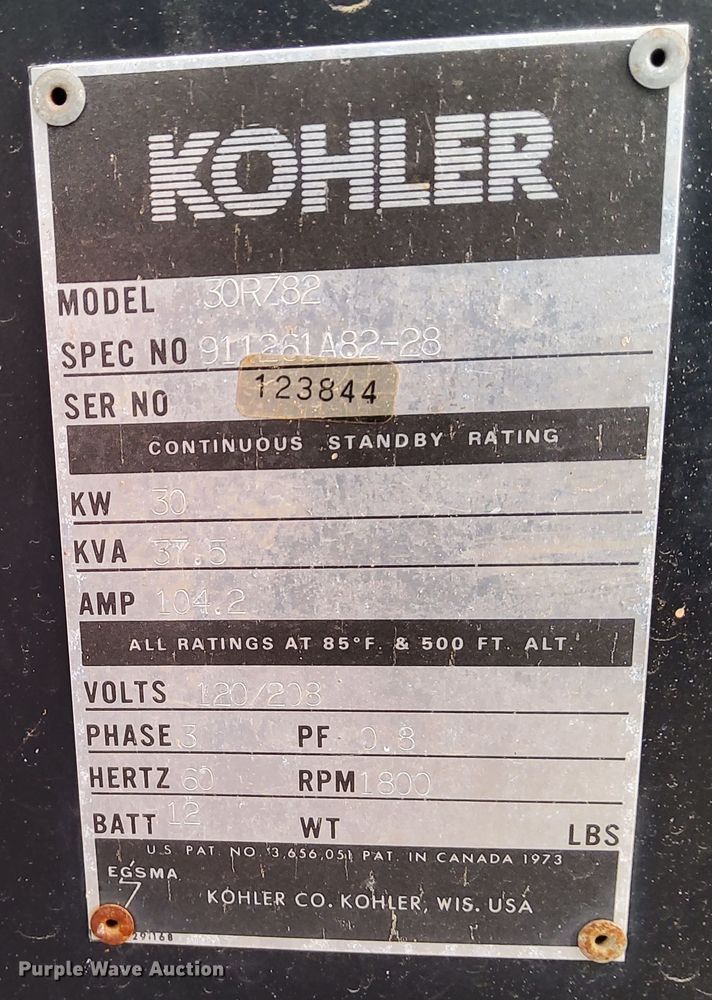 KOHLER
MODEL 30RZ82
SPEC NO 911261A82-28
SER NO 123844
CONTINUOUS STANDBY RATING
KW 30
KVA 37.5
AMP 104.2
ALL RATINGS AT 85°F. & 500 FT. ALT.
VOLTS 120/208
PHASE 3 PF 0.8
HERTZ 60 RPM 1800
BATT 12 WT LBS
U.S. PAT. NO. 3,656,051 PAT. IN CANADA 1973
EGSMA
KOHLER CO. KOHLER, WIS. USA
Purple Wave Auction